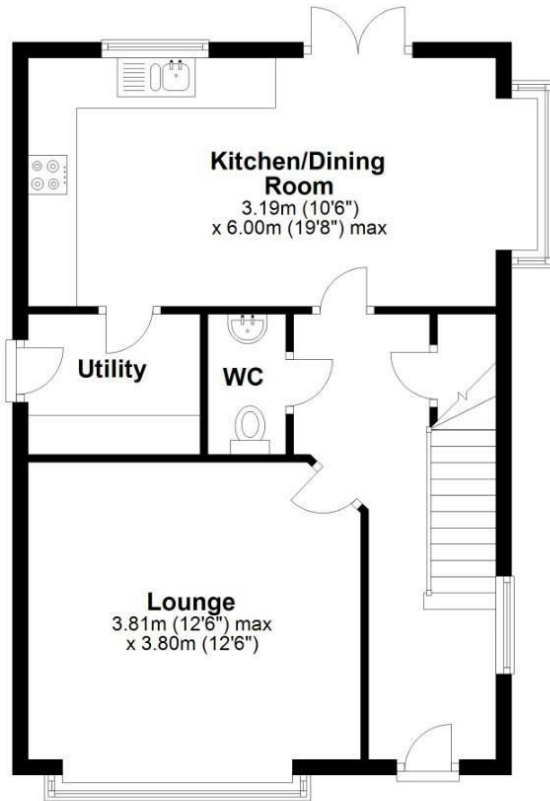 Kitchen/Dining
Room
3.19m (10'6")
x 6.00m (19'8") max
Utility
WC
Lounge
3.81m (12'6") max
x 3.80m (12'6")